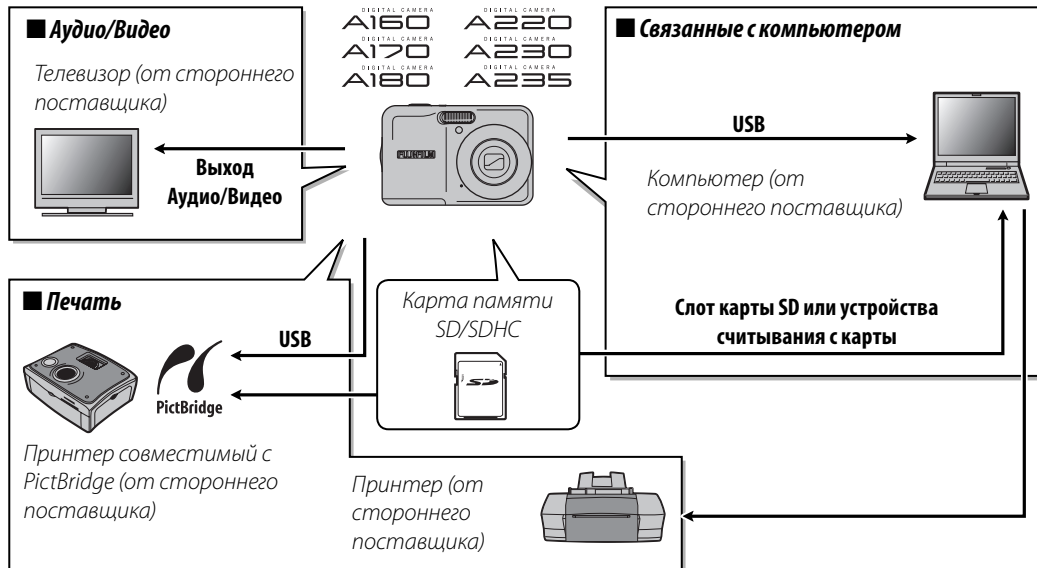 ■ Аудио/Видео
Телевизор (от стороннего
поставщика)
Выход
Аудио/Видео
DIGITAL CAMERA
A160
DIGITAL CAMERA
A220
DIGITAL CAMERA
A170
DIGITAL CAMERA
A230
DIGITAL CAMERA
A180
DIGITAL CAMERA
A235
FUJIFILM
■ Связанные с компьютером
USB
Компьютер (от
стороннего поставщика)
Слот карты SD или устройства
считывания с карты
Карта памяти
SD/SDHC
SD
■ Печать
USB
PictBridge
Принтер совместимый с
PictBridge (от стороннего
поставщика)
Принтер (от
стороннего
поставщика)